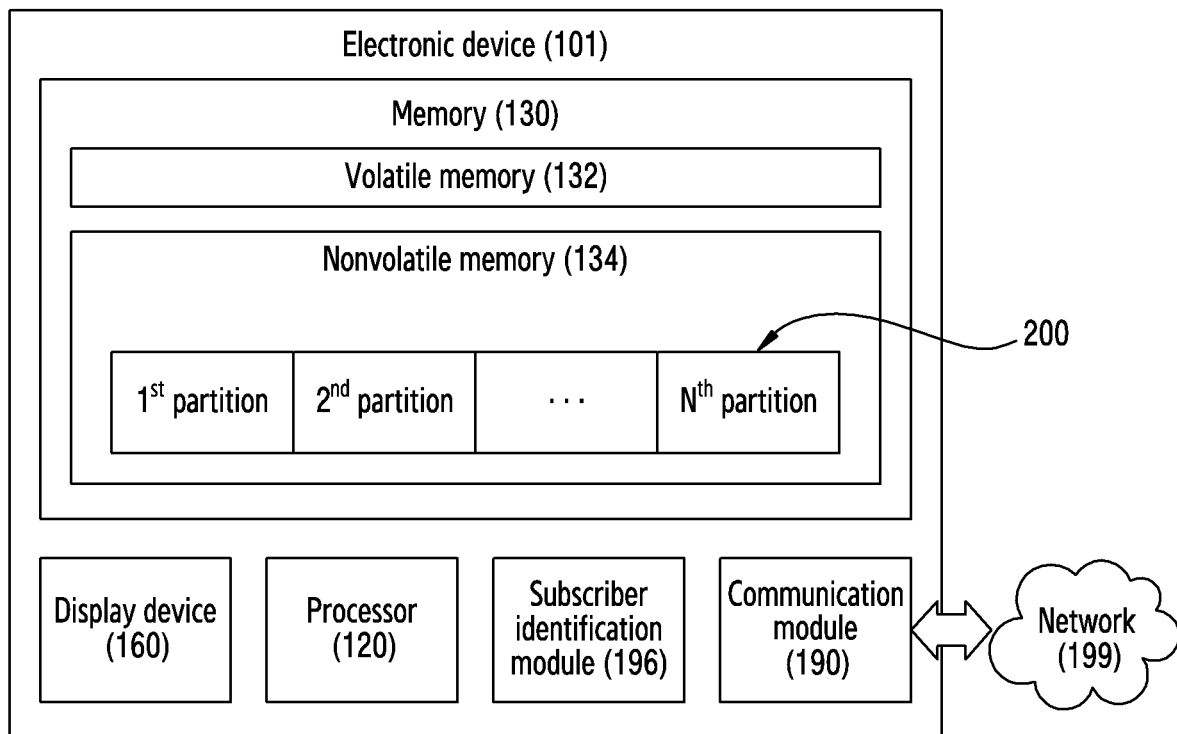 Electronic device (101)
Memory (130)
Volatile memory (132)
Nonvolatile memory (134)
200
1st partition
2nd partition
...
Nth partition
Display device
(160)
Processor
(120)
Subscriber
identification
module (196)
Communication
module
(190)
Network
(199)